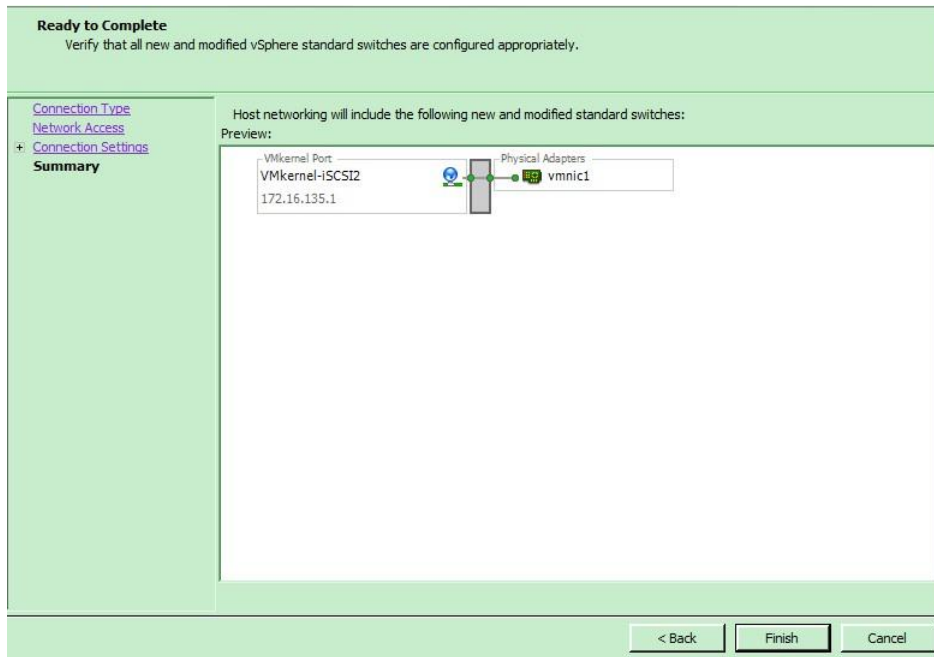 Ready to Complete
Verify that all new and modified vSphere standard switches are configured appropriately.
Connection Type
Network Access
Connection Settings
Summary
Host networking will include the following new and modified standard switches:
Preview:
VMkernel Port
VMkernel-iSCSI2
172.16.135.1
Physical Adapters
vmnic1
< Back
Finish
Cancel